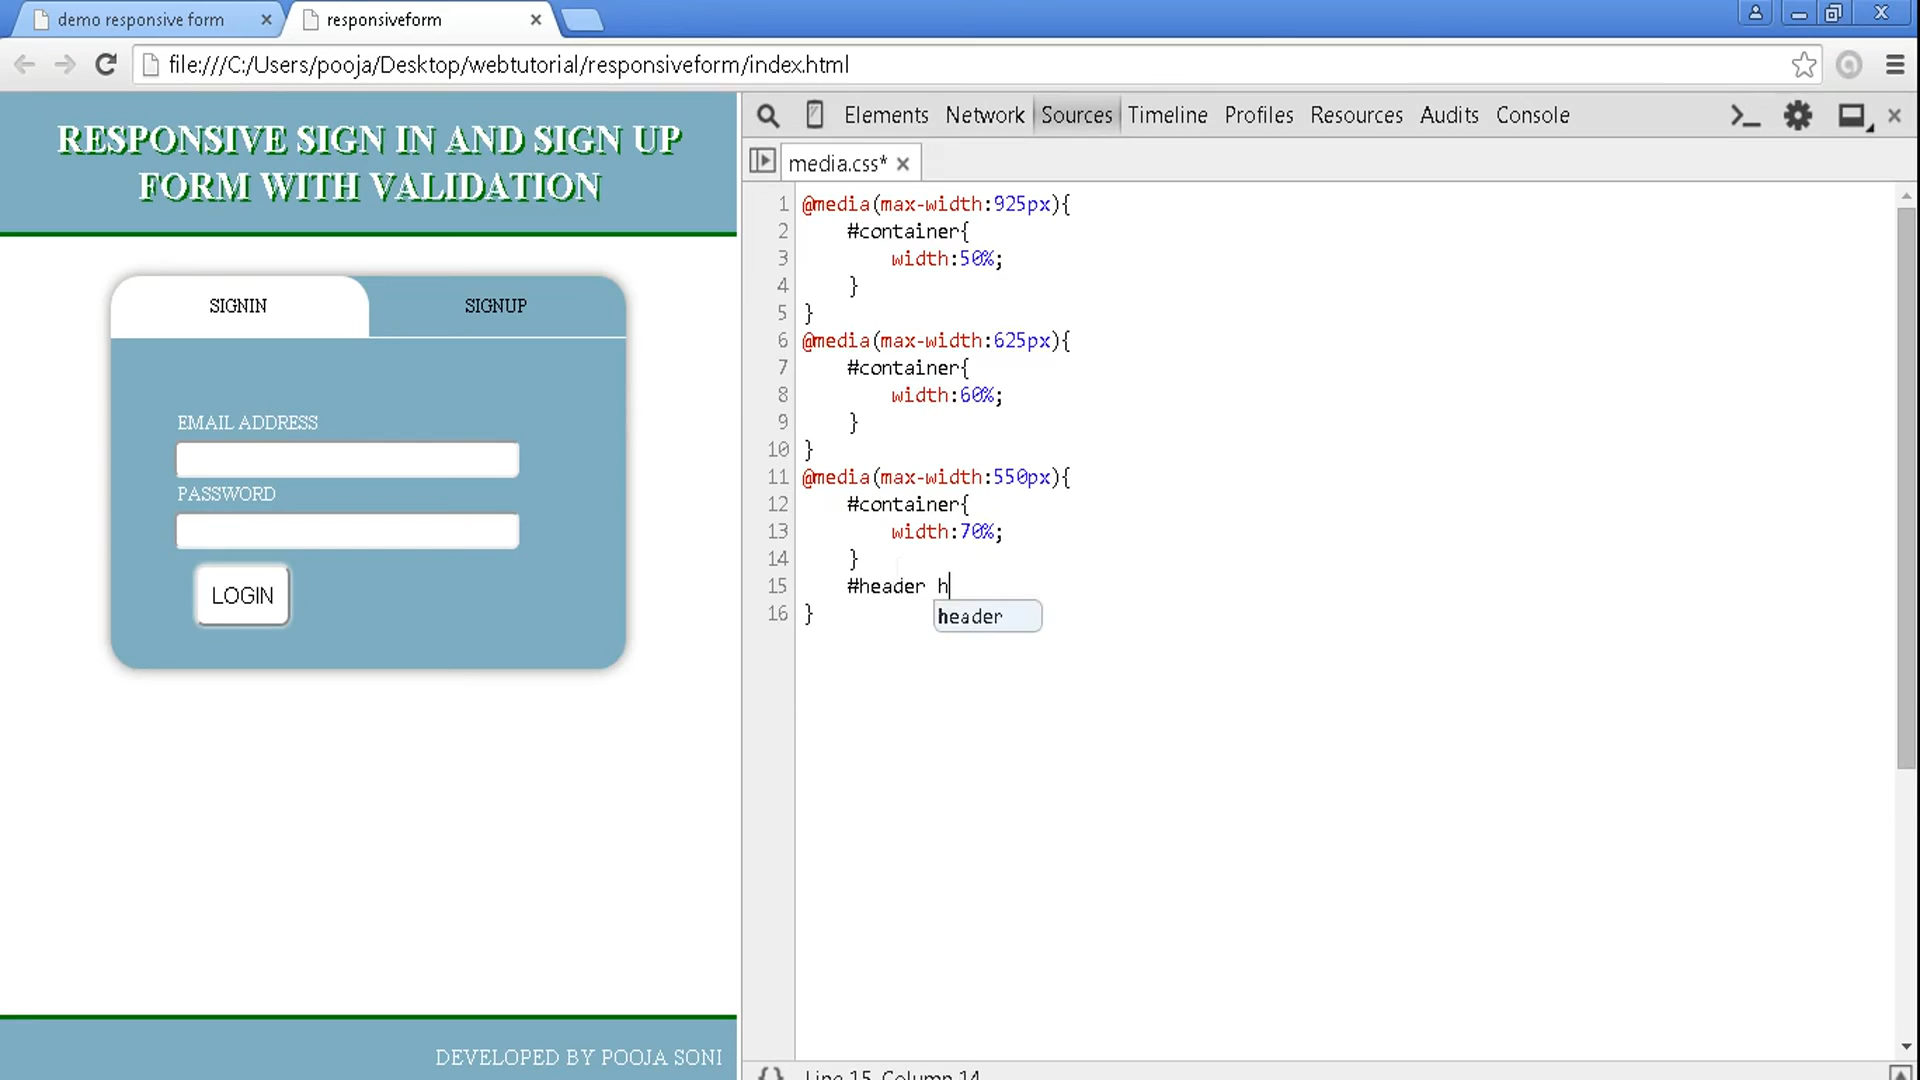 demo responsive form
responsiveform
file:///C:/Users/pooja/Desktop/webtutorial/responsiveform/index.html
RESPONSIVE SIGN IN AND SIGN UP
FORM WITH VALIDATION
SIGNIN
SIGNUP
EMAIL ADDRESS
PASSWORD
LOGIN
DEVELOPED BY POOJA SONI
Elements Network Sources Timeline Profiles Resources Audits Console
media.css*
1 @media(max-width:925px){
2 #container{
3 width:50%;
4 }
5 }
6 @media(max-width:625px){
7 #container{
8 width:60%;
9 }
10 }
11 @media(max-width:550px){
12 #container{
13 width:70%;
14 }
15 #header h
16 }
header
{} Line 15, Column 14